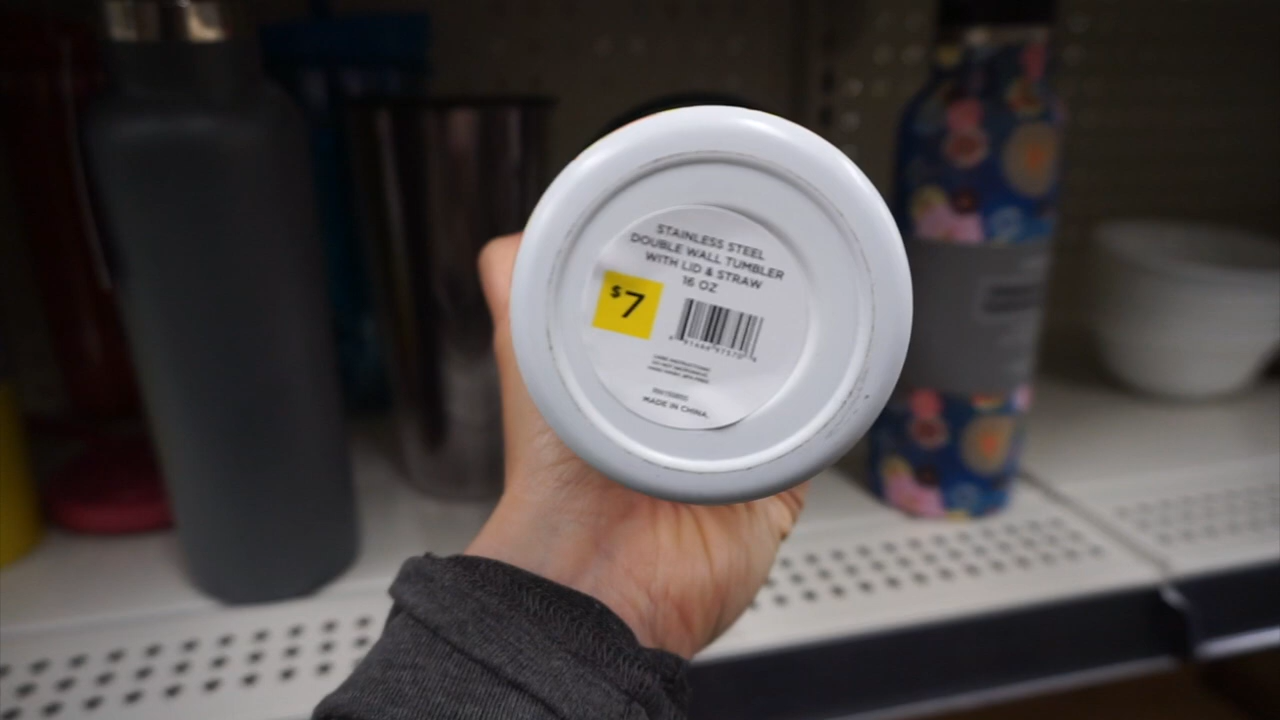 STAINLESS STEEL
DOUBLE WALL TUMBLER
WITH LID & STRAW
16 OZ
$7
MADE IN CHINA.